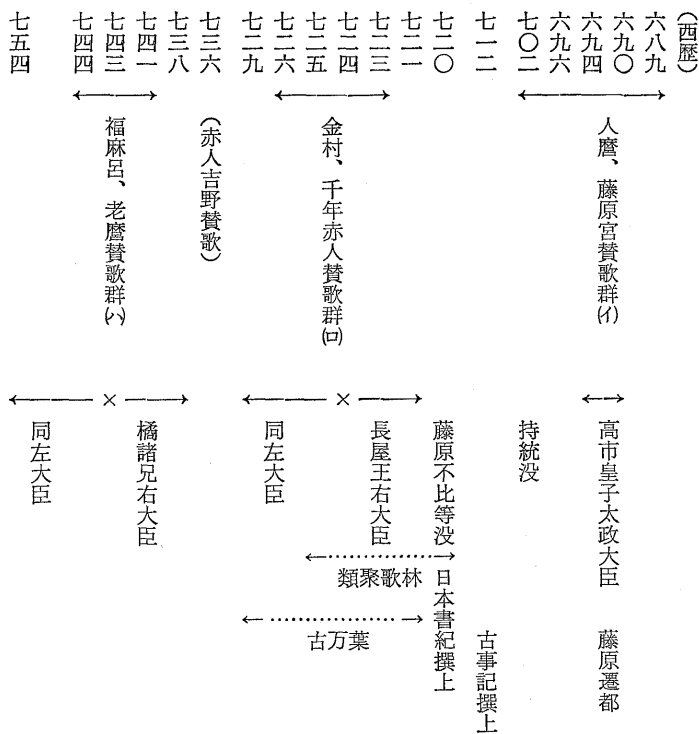 (西歴)
六八九
六九〇
六九四
六九六
七〇二
七一二
七二〇
七二一
七二三
七二四
七二五
七二六
七二九
七三六
七三八
七四一
七四三
七四四
七五四
人麿、藤原宮賛歌群(イ)
金村、千年赤人賛歌群(ロ)
(赤人吉野賛歌)
福麻呂、老麿賛歌群(ハ)
高市皇子太政大臣 藤原遷都
持統没
古事記撰上
藤原不比等没 日本書紀撰上
長屋王右大臣
×
同左大臣
橘諸兄右大臣
×
同左大臣
類聚歌林
古万葉